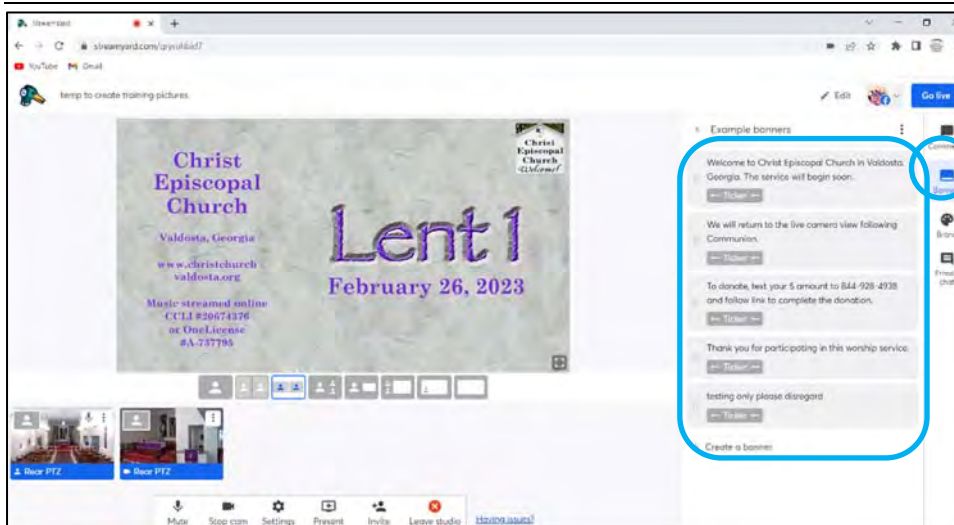 StreamYard
streamyard.com/
YouTube
Gmail
temp to create training pictures
Edit
Go live
Christ
Episcopal
Church
Valdosta, Georgia
www.christchurch
valdosta.org
Music streamed online
CCLI #20674376
or OneLicense
#A-737795
Christ
Episcopal
Church
Welcome!
Lent 1
February 26, 2023
Rear PTZ
Rear PTZ
Mute
Stop cam
Settings
Present
Invite
Leave studio
Having issues?
Example banners
Welcome to Christ Episcopal Church in Valdosta,
Georgia. The service will begin soon.
Ticker
We will return to the live camera view following
Communion.
Ticker
To donate, text your $ amount to 844-928-4938
and follow link to complete the donation.
Ticker
Thank you for participating in this worship service.
Ticker
testing only please disregard
Ticker
Create a banner
Comme
Banne
Bran
Priva
chat